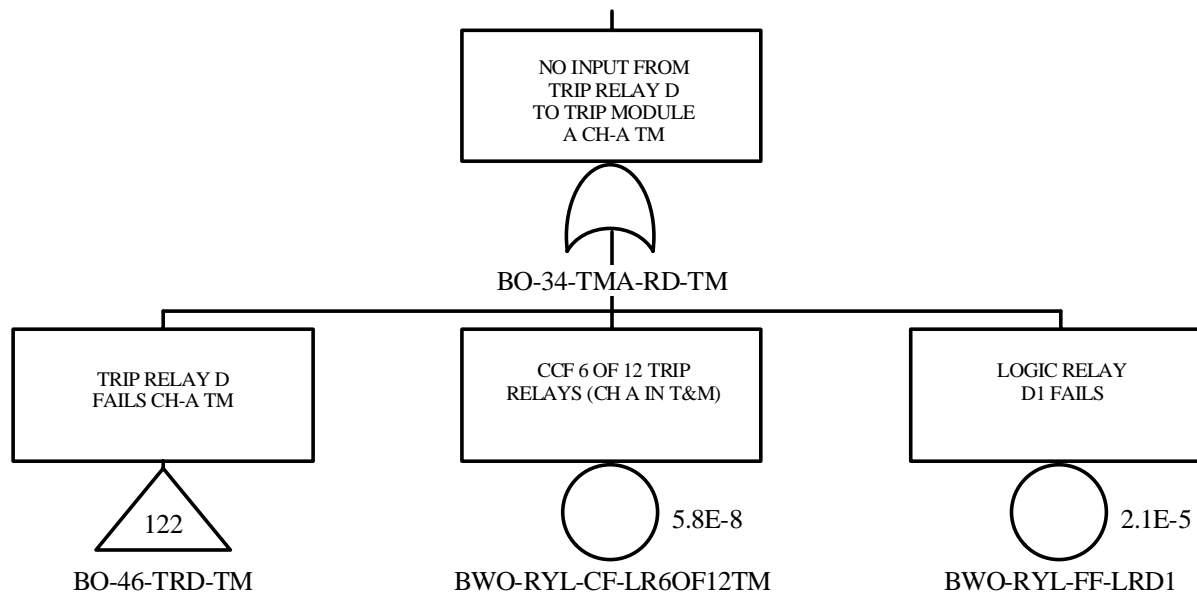 NO INPUT FROM
TRIP RELAY D
TO TRIP MODULE
A CH-A TM
BO-34-TMA-RD-TM
TRIP RELAY D
FAILS CH-A TM
122
BO-46-TRD-TM
CCF 6 OF 12 TRIP
RELAYS (CH A IN T&M)
5.8E-8
BWO-RYL-CF-LR6OF12TM
LOGIC RELAY
D1 FAILS
2.1E-5
BWO-RYL-FF-LRD1